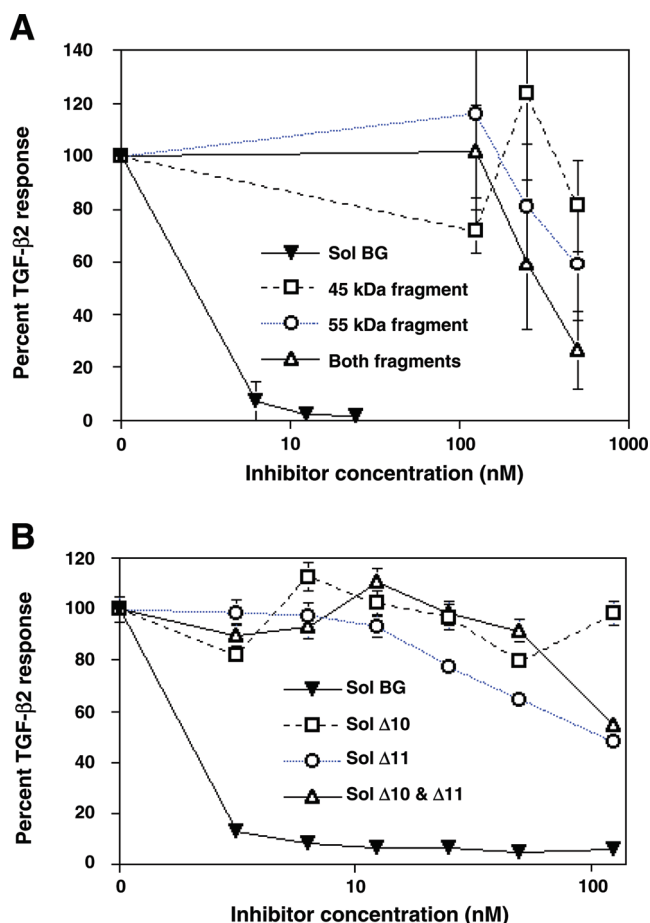 A
140
120
100
80
60
40
20
0
Percent TGF-β2 response
Sol BG
45 kDa fragment
55 kDa fragment
Both fragments
0 10 100 1000
Inhibitor concentration (nM)
B
120
100
80
60
40
20
0
Percent TGF-β2 response
Sol BG
Sol Δ10
Sol Δ11
Sol Δ10 & Δ11
0 10 100
Inhibitor concentration (nM)